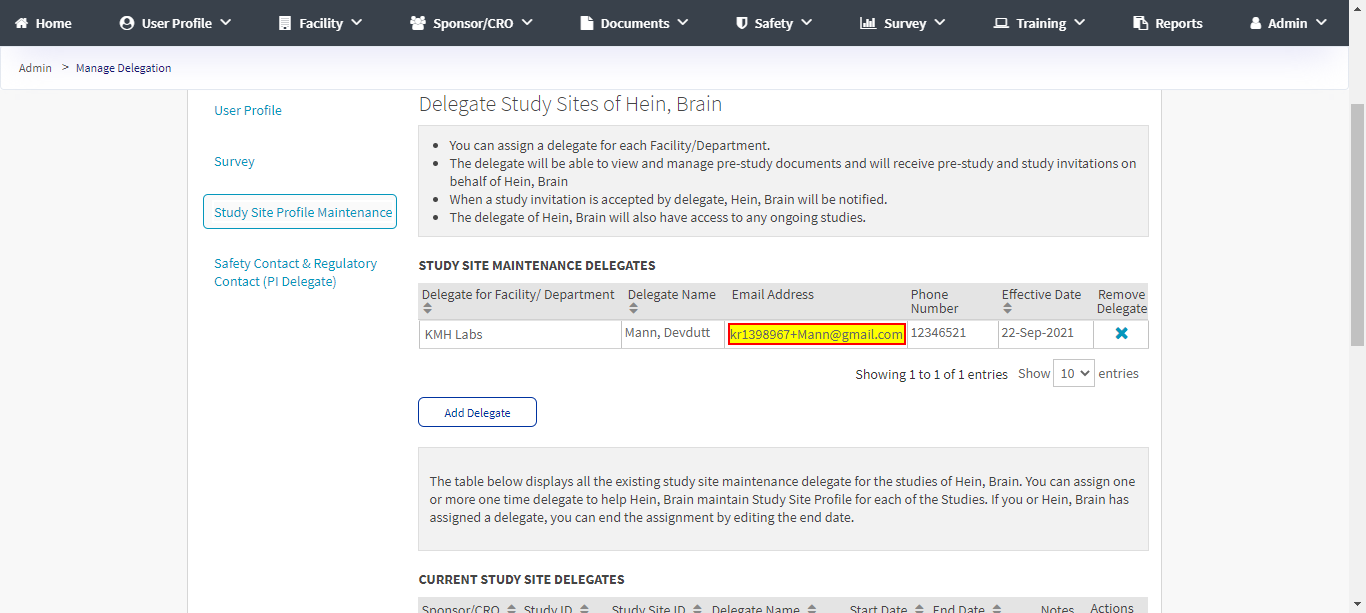 Home User Profile Facility Sponsor/CRO Documents Safety Survey Training Reports Admin
Admin > Manage Delegation
User Profile
Survey
Study Site Profile Maintenance
Safety Contact & Regulatory
Contact (PI Delegate)
Delegate Study Sites of Hein, Brain
• You can assign a delegate for each Facility/Department.
• The delegate will be able to view and manage pre-study documents and will receive pre-study and study invitations on
behalf of Hein, Brain
• When a study invitation is accepted by delegate, Hein, Brain will be notified.
• The delegate of Hein, Brain will also have access to any ongoing studies.
STUDY SITE MAINTENANCE DELEGATES
Delegate for Facility/ Department Delegate Name Email Address Phone Effective Date Remove
Number Delegate
KMH Labs Mann, Devdutt kr1398967+Mann@gmail.com 12346521 22-Sep-2021
Showing 1 to 1 of 1 entries Show 10 entries
Add Delegate
The table below displays all the existing study site maintenance delegate for the studies of Hein, Brain. You can assign one
or more one time delegate to help Hein, Brain maintain Study Site Profile for each of the Studies. If you or Hein, Brain has
assigned a delegate, you can end the assignment by editing the end date.
CURRENT STUDY SITE DELEGATES
Sponsor/CRO Study ID Study Site ID Delegate Name Start Date End Date Notes Actions